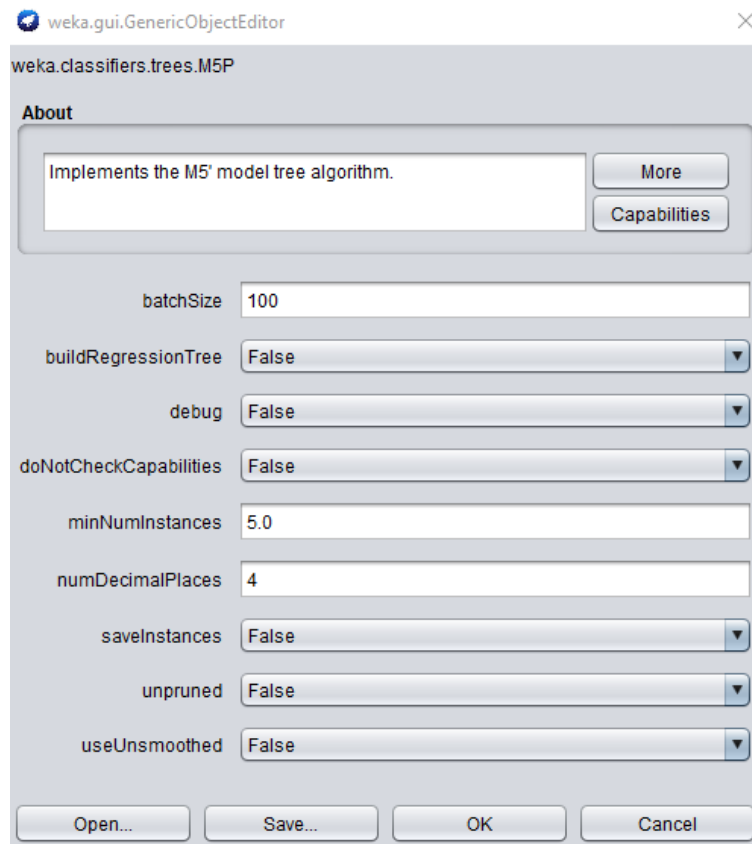 weka.gui.GenericObjectEditor
weka.classifiers.trees.M5P
About
Implements the M5' model tree algorithm.
More
Capabilities
batchSize 100
buildRegressionTree False
debug False
doNotCheckCapabilities False
minNumInstances 5.0
numDecimalPlaces 4
saveInstances False
unpruned False
useUnsmoothed False
Open... Save... OK Cancel